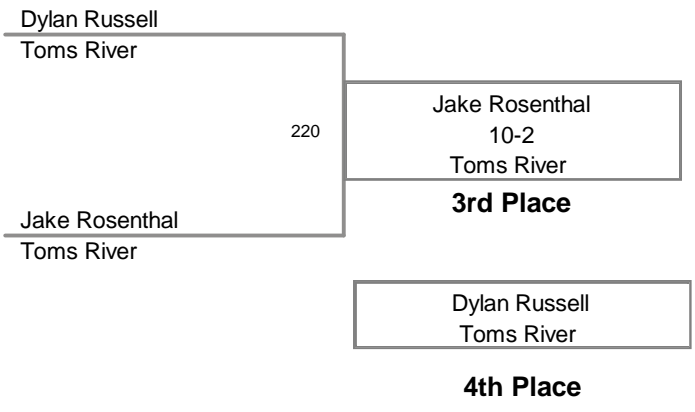 Dylan Russell
Toms River
Jake Rosenthal
220
10-2
Toms River
3rd Place
Jake Rosenthal
Toms River
Dylan Russell
Toms River
4th Place